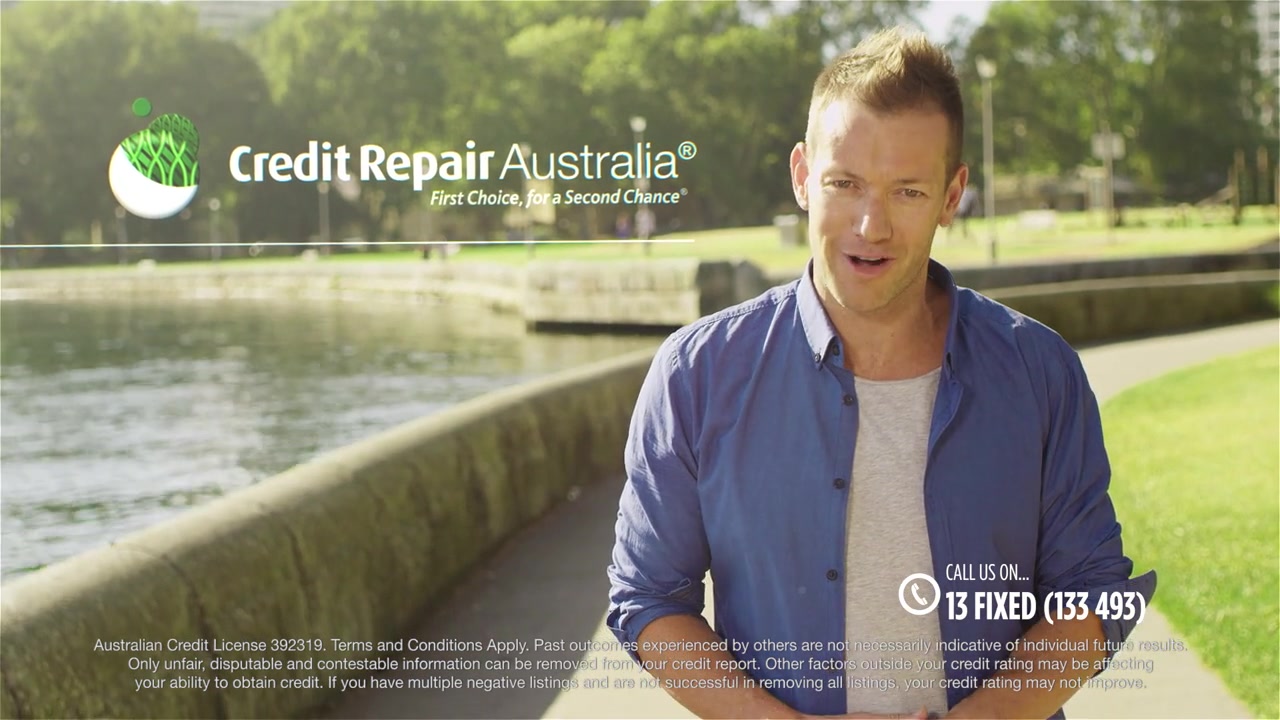 Credit Repair Australia®
First Choice, for a Second Chance®
CALL US ON...
13 FIXED (133 493)
Australian Credit License 392319. Terms and Conditions Apply. Past outcomes experienced by others are not necessarily indicative of individual future results.
Only unfair, disputable and contestable information can be removed from your credit report. Other factors outside your credit rating may be affecting
your ability to obtain credit. If you have multiple negative listings and are not successful in removing all listings, your credit rating may not improve.